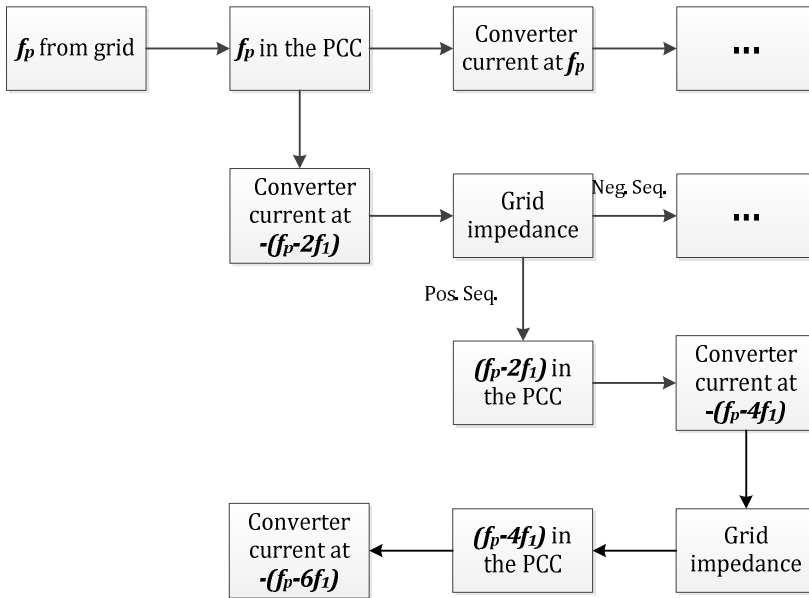 f_p from grid
f_p in the PCC
Converter
current at f_p
...
Converter
current at
-(f_p-2f_1)
Grid
impedance
Neg. Seq.
...
Pos. Seq.
(f_p-2f_1) in
the PCC
Converter
current at
-(f_p-4f_1)
Converter
current at
-(f_p-6f_1)
(f_p-4f_1) in
the PCC
Grid
impedance